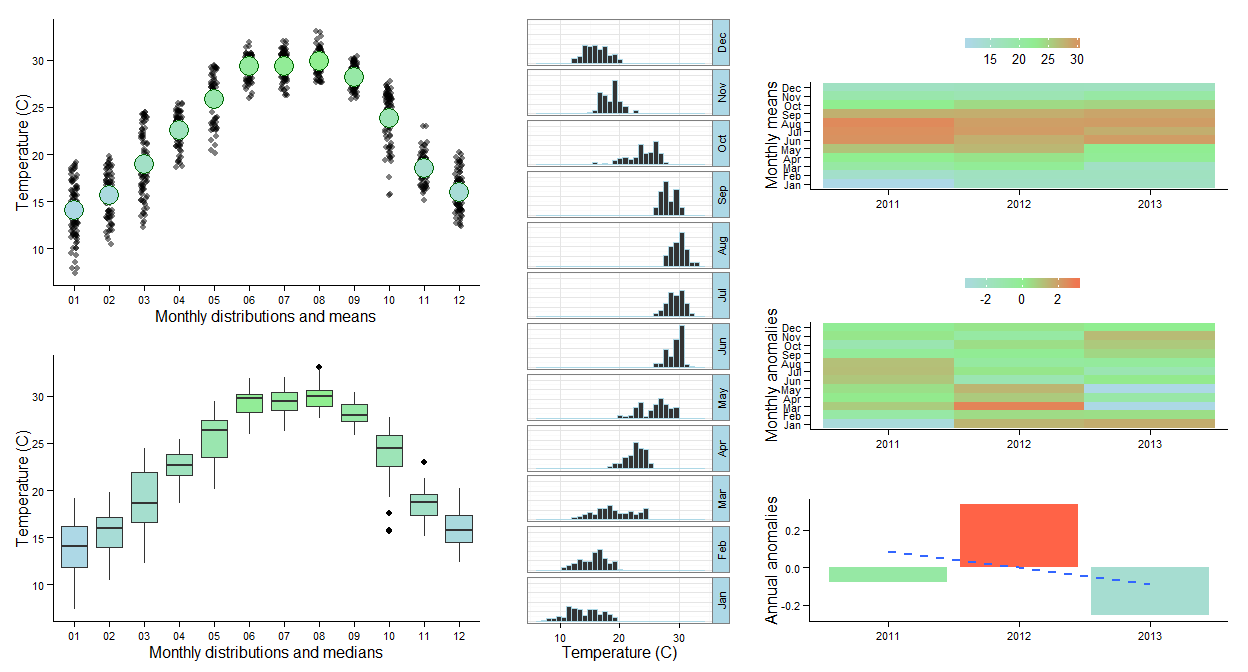 Temperature (C)
30
25
20
15
10
01 02 03 04 05 06 07 08 09 10 11 12
Monthly distributions and means
Temperature (C)
30
25
20
15
10
01 02 03 04 05 06 07 08 09 10 11 12
Monthly distributions and medians
Dec
Nov
Oct
Sep
Aug
Jul
Jun
May
Apr
Mar
Feb
Jan
10 20 30
Temperature (C)
15 20 25 30
Monthly means
Dec
Nov
Oct
Sep
Aug
Jul
Jun
May
Apr
Mar
Feb
Jan
2011 2012 2013
-2 0 2
Monthly anomalies
Dec
Nov
Oct
Sep
Aug
Jul
Jun
May
Apr
Mar
Feb
Jan
2011 2012 2013
Annual anomalies
0.2
0.0
-0.2
2011 2012 2013